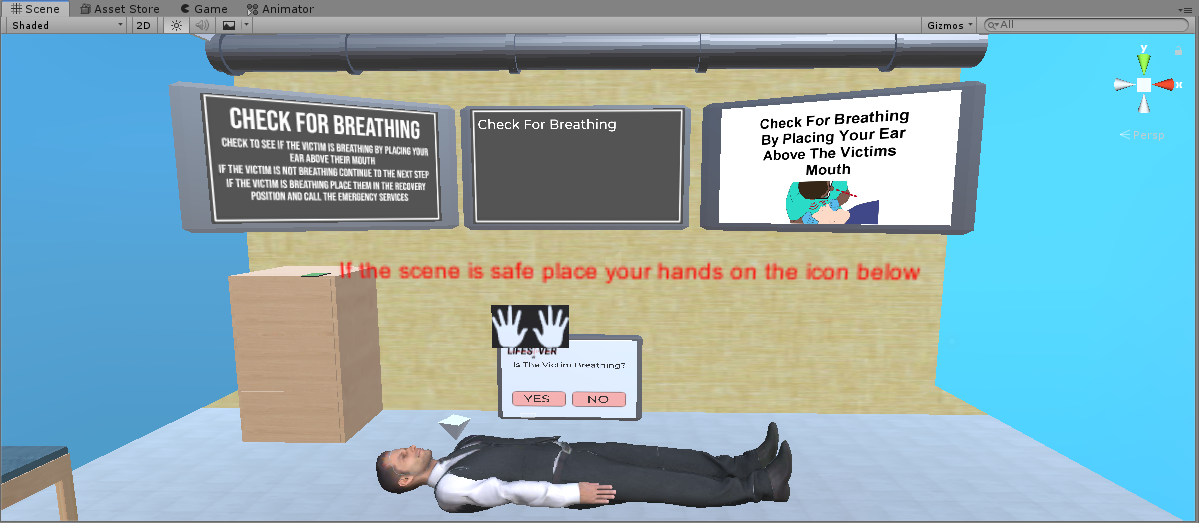 Scene
Asset Store
Game
Animator
Shaded
2D
Gizmos
All
y
x
Persp
CHECK FOR BREATHING
CHECK TO SEE IF THE VICTIM IS BREATHING BY PLACING YOUR
EAR ABOVE THEIR MOUTH
IF THE VICTIM IS NOT BREATHING CONTINUE TO THE NEXT STEP
IF THE VICTIM IS BREATHING PLACE THEM IN THE RECOVERY
POSITION AND CALL THE EMERGENCY SERVICES
Check For Breathing
Check For Breathing
By Placing Your Ear
Above The Victims
Mouth
If the scene is safe place your hands on the icon below
LIFES VER
Is The Victim Breathing?
YES
NO